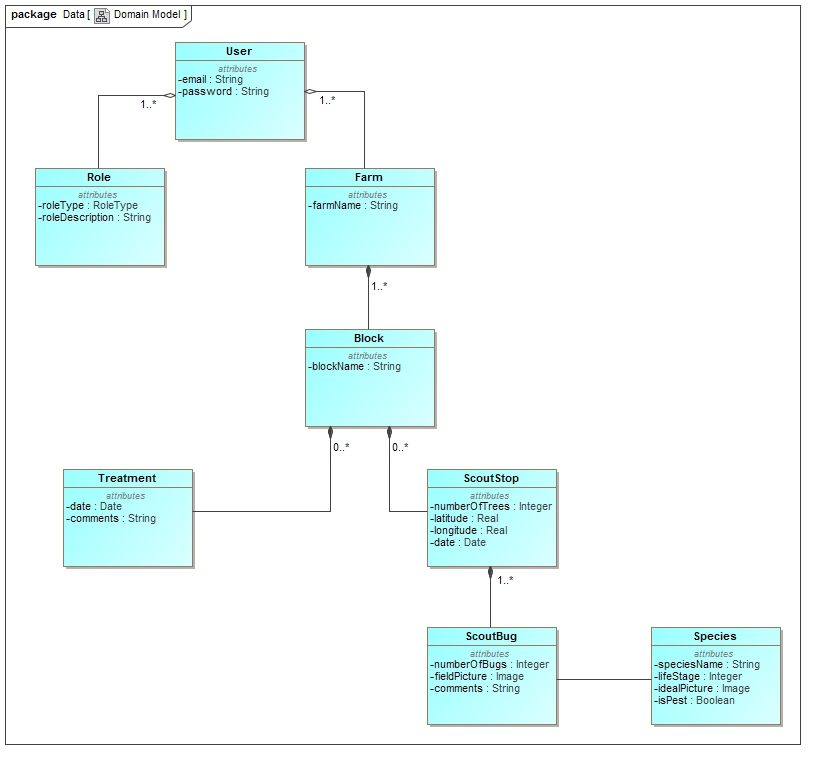 package Data [ Domain Model ]
User
attributes
-email : String
-password : String
1..*
1..*
Role
attributes
-roleType : RoleType
-roleDescription : String
Farm
attributes
-farmName : String
1..*
Block
attributes
-blockName : String
0..*
0..*
Treatment
attributes
-date : Date
-comments : String
ScoutStop
attributes
-numberOfTrees : Integer
-latitude : Real
-longitude : Real
-date : Date
1..*
ScoutBug
attributes
-numberOfBugs : Integer
-fieldPicture : Image
-comments : String
Species
attributes
-speciesName : String
-lifeStage : Integer
-idealPicture : Image
-isPest : Boolean